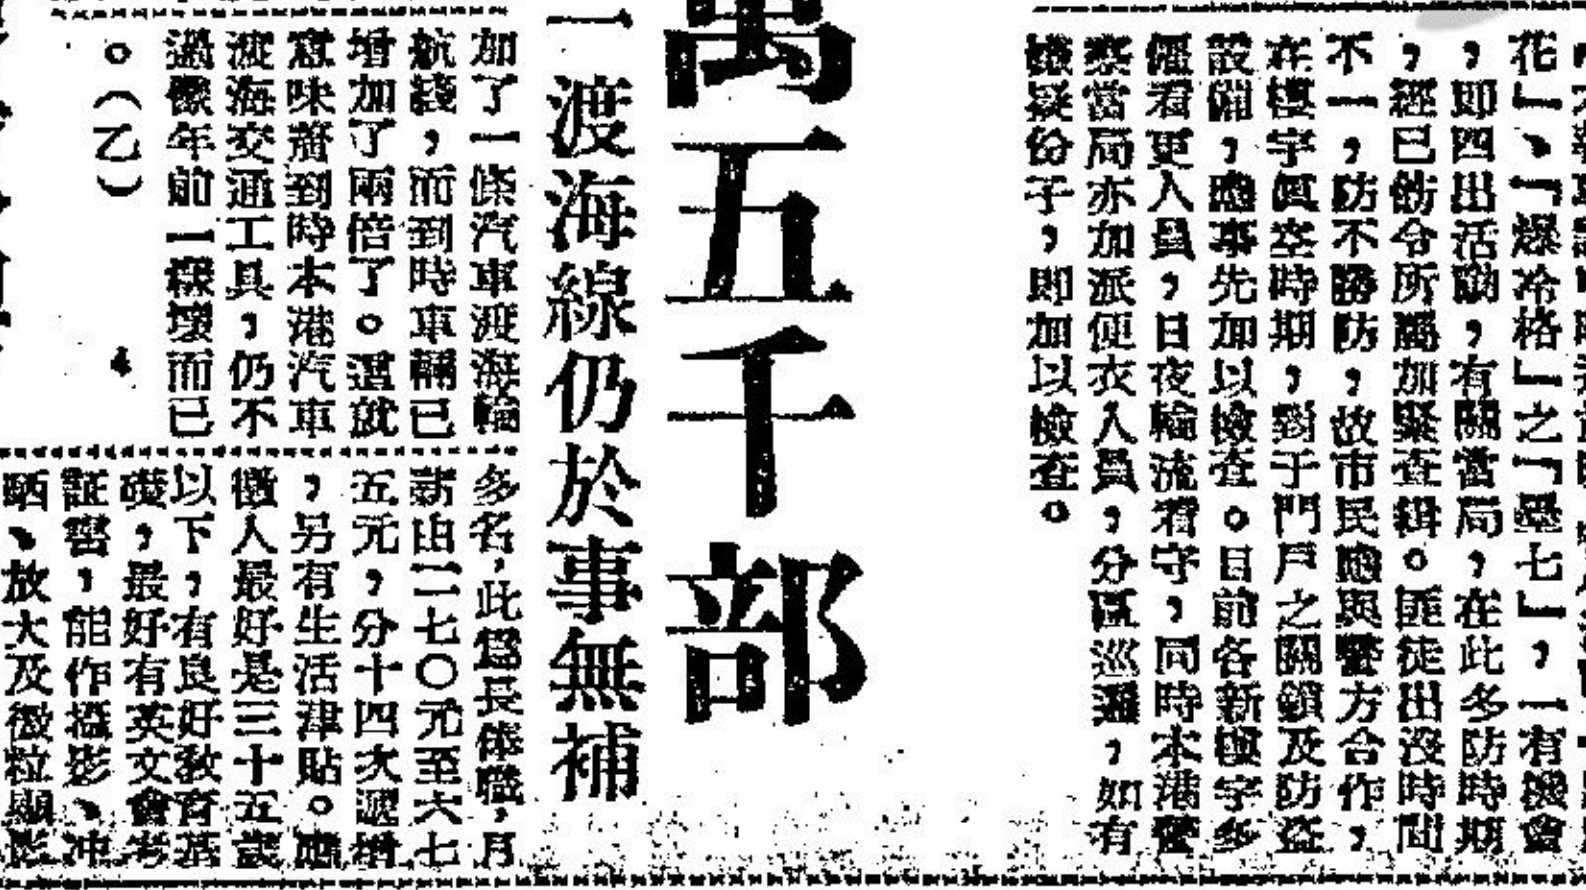 花」、「爆冷格」之「墨七」，一有機會
，即四出活動，有關當局，在此多防時期
，經已飭令所屬加緊查緝。匪徒出没時間
不一，防不勝防，故市民應與警方合作，
在樓宇真空時期，對于門戶之關鎖及防盜
設備，應事先加以檢查。目前各新樓宇多
僱看更人員，日夜輪流看守，同時本港警
察當局亦加派便衣人員，分區巡邏，如有
嫌疑份子，即加以檢查。
萬五千部
一渡海線仍於事無補
加了一條汽車渡海輪
航綫，而到時車輛已
增加了兩倍了。這就
意味着到時本港汽車
渡海交通工具，仍不
過像年前一樣壞而已
。（乙）
多名，此為長俸職，月
薪由二七〇元至六七
五元，分十四次遞增
，另有生活津貼。應
徵人最好是三十五歲
以下，有良好教育基
礎，最好有英文會考
証書，能作攝影、冲
晒、放大及微粒顯影